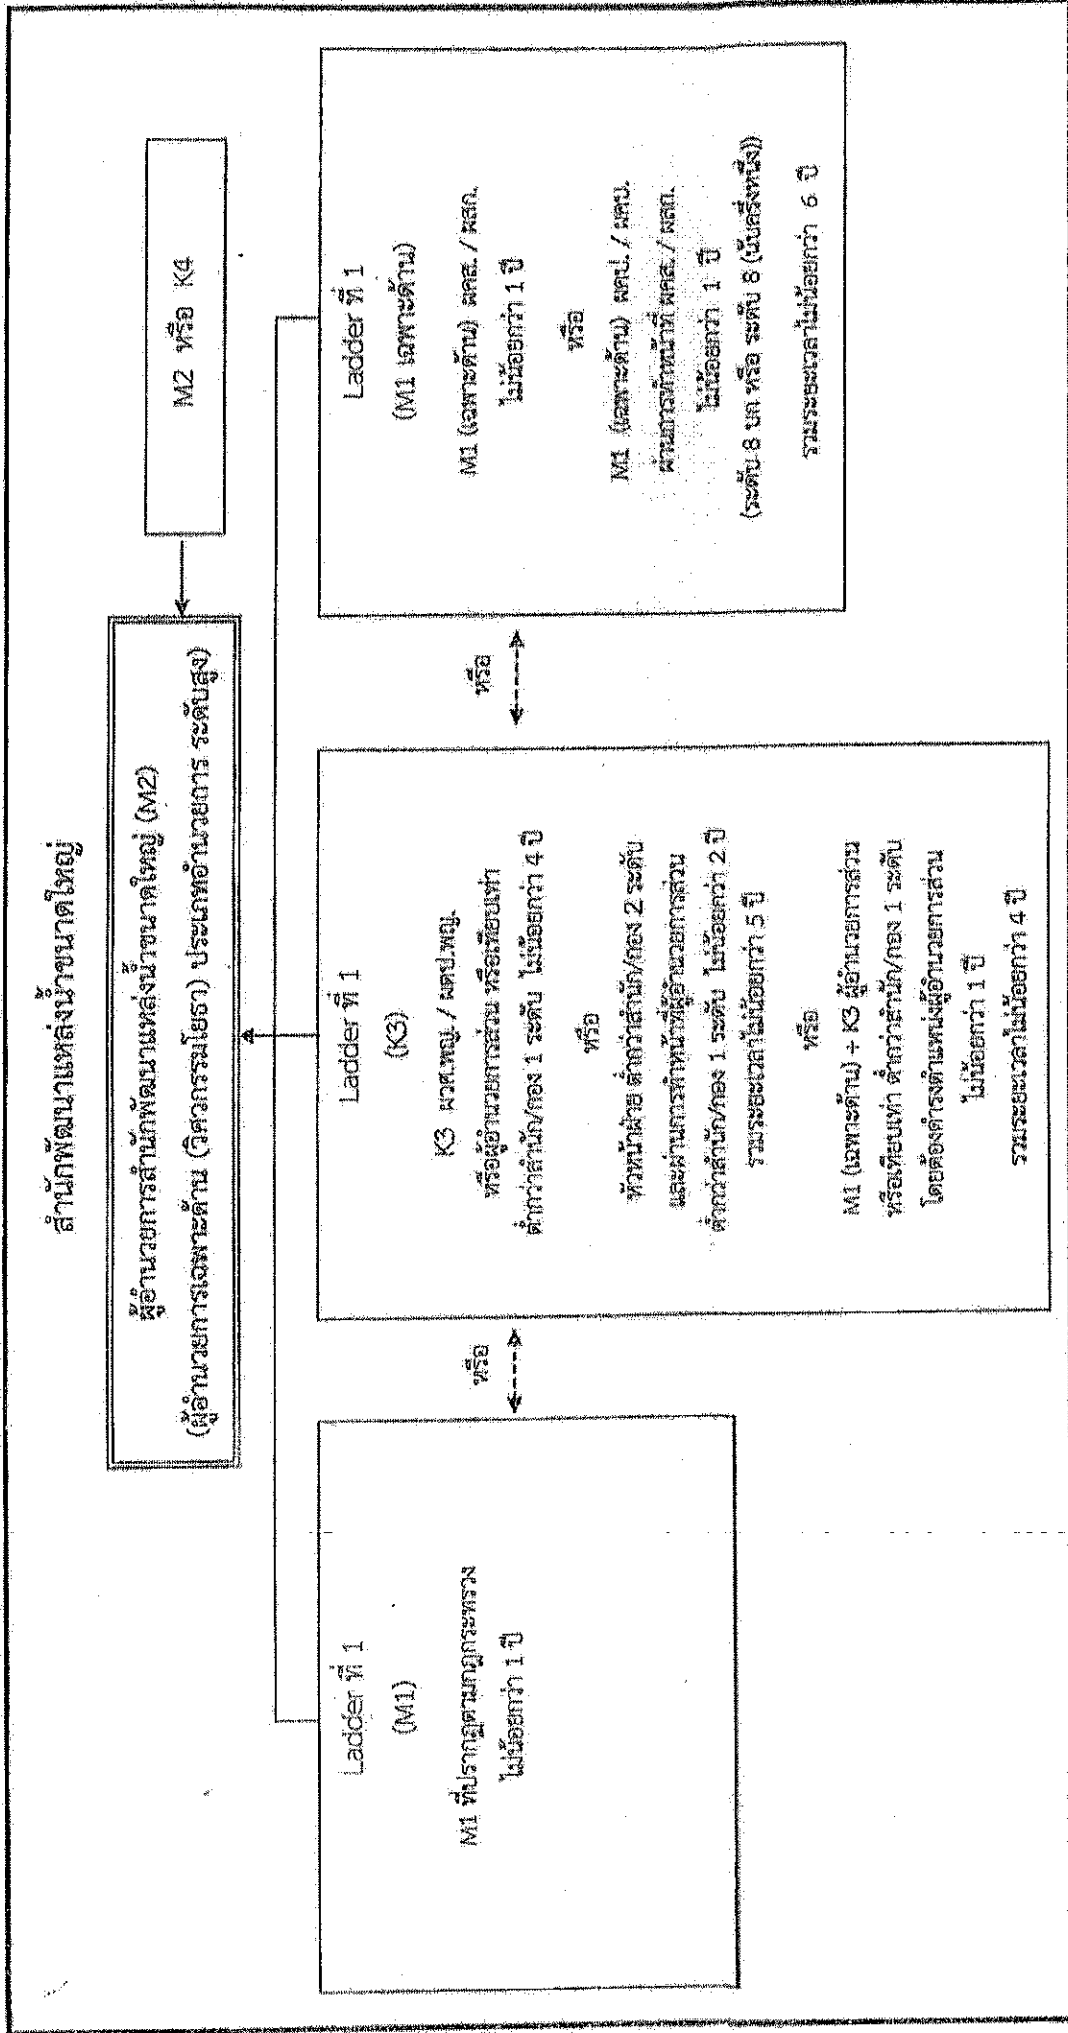 สำนักพัฒนาแหล่งน้ำขนาดใหญ่
ผู้อำนวยการสำนักพัฒนาแหล่งน้ำขนาดใหญ่ (M2)
(ผู้อำนวยการเฉพาะด้าน (วิศวกรรมโยธา) ประเภทอำนวยการ ระดับสูง)
M2 หรือ K4
Ladder ที่ 1
(M1)
M1 ที่ปรากฏตามกฎกระทรวง
ไม่น้อยกว่า 1 ปี
หรือ
Ladder ที่ 1
(K3)
K3 ผวศ.พญ. / ผคป.พญ.
หรือผู้อำนวยการส่วน หรือเทียบเท่า
ต่ำกว่าสำนัก/กอง 1 ระดับ ไม่น้อยกว่า 4 ปี
หรือ
หัวหน้าฝ่าย ต่ำกว่าสำนัก/กอง 2 ระดับ
และผ่านการทำหน้าที่ผู้อำนวยการส่วน
ต่ำกว่าสำนัก/กอง 1 ระดับ ไม่น้อยกว่า 2 ปี
รวมระยะเวลาไม่น้อยกว่า 5 ปี
หรือ
M1 (เฉพาะด้าน) + K3 ผู้อำนวยการส่วน
หรือเทียบเท่า ต่ำกว่าสำนัก/กอง 1 ระดับ
โดยต้องดำรงตำแหน่งผู้อำนวยการส่วน
ไม่น้อยกว่า 1 ปี
รวมระยะเวลาไม่น้อยกว่า 4 ปี
หรือ
Ladder ที่ 1
(M1 เฉพาะด้าน)
M1 (เฉพาะด้าน) ผคส. / ผสก.
ไม่น้อยกว่า 1 ปี
หรือ
M1 (เฉพาะด้าน) ผคป. / ผคบ.
ผ่านการทำหน้าที่ ผคส. / ผสก.
ไม่น้อยกว่า 1 ปี
(ระดับ 8 บก หรือ ระดับ 8 (นับครึ่งหนึ่ง))
รวมระยะเวลาไม่น้อยกว่า 6 ปี